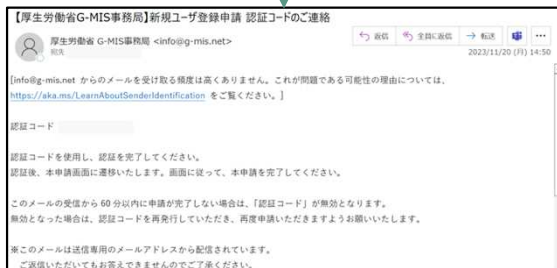 【厚生労働省G-MIS事務局】新規ユーザ登録申請 認証コードのご連絡
厚生労働省 G-MIS事務局 <info@g-mis.net>
宛先
返信
全員に返信
転送
2023/11/20 (月) 14:50
[info@g-mis.net からのメールを受け取る頻度は高くありません。これが問題である可能性の理由については、
https://aka.ms/LearnAboutSenderIdentification をご覧ください。]
認証コード
認証コードを使用し、認証を完了してください。
認証後、本申請画面に遷移いたします。画面に従って、本申請を完了してください。
このメールの受信から 60 分以内に申請が完了しない場合は、「認証コード」が無効となります。
無効となった場合は、認証コードを再発行していただき、再度申請いただきますようお願いいたします。
※このメールは送信専用のメールアドレスから配信されています。
ご返信いただいてもお答えできませんのでご了承ください。